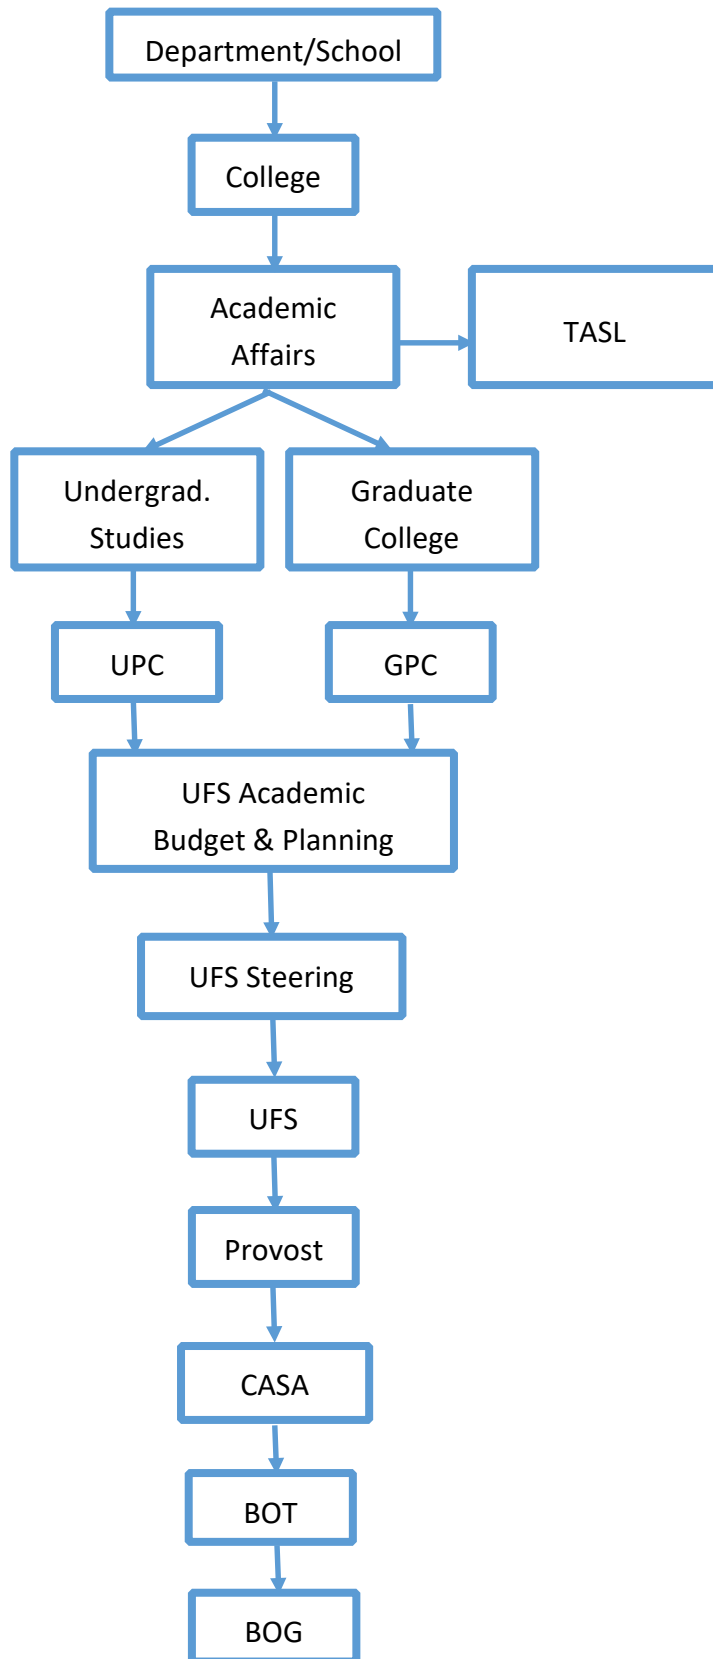 Department/School
College
Academic
Affairs
TASL
Undergrad.
Studies
Graduate
College
UPC
GPC
UFS Academic
Budget & Planning
UFS Steering
UFS
Provost
CASA
BOT
BOG